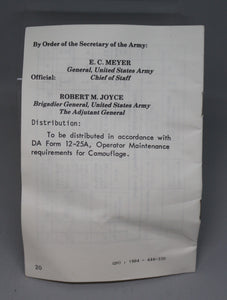 By Order of the Secretary of the Army:
E. C. MEYER
General, United States Army
Official: Chief of Staff
ROBERT M. JOYCE
Brigadier General, United States Army
The Adjutant General
Distribution:
To be distributed in accordance with
DA Form 12-25A, Operator Maintenance
requirements for Camouflage.
20